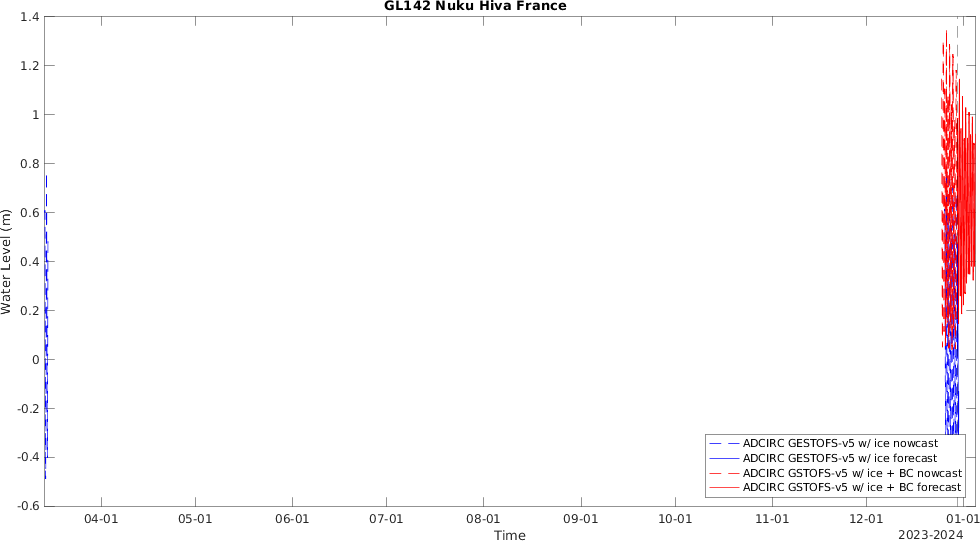 GL142 Nuku Hiva France
1.4
1.2
1
0.8
0.6
0.4
0.2
0
-0.2
-0.4
-0.6
Water Level (m)
ADCIRC GESTOFS-v5 w/ ice nowcast
ADCIRC GESTOFS-v5 w/ ice forecast
ADCIRC GSTOFS-v5 w/ ice + BC nowcast
ADCIRC GSTOFS-v5 w/ ice + BC forecast
04-01 05-01 06-01 07-01 08-01 09-01 10-01 11-01 12-01 01-01
Time
2023-2024